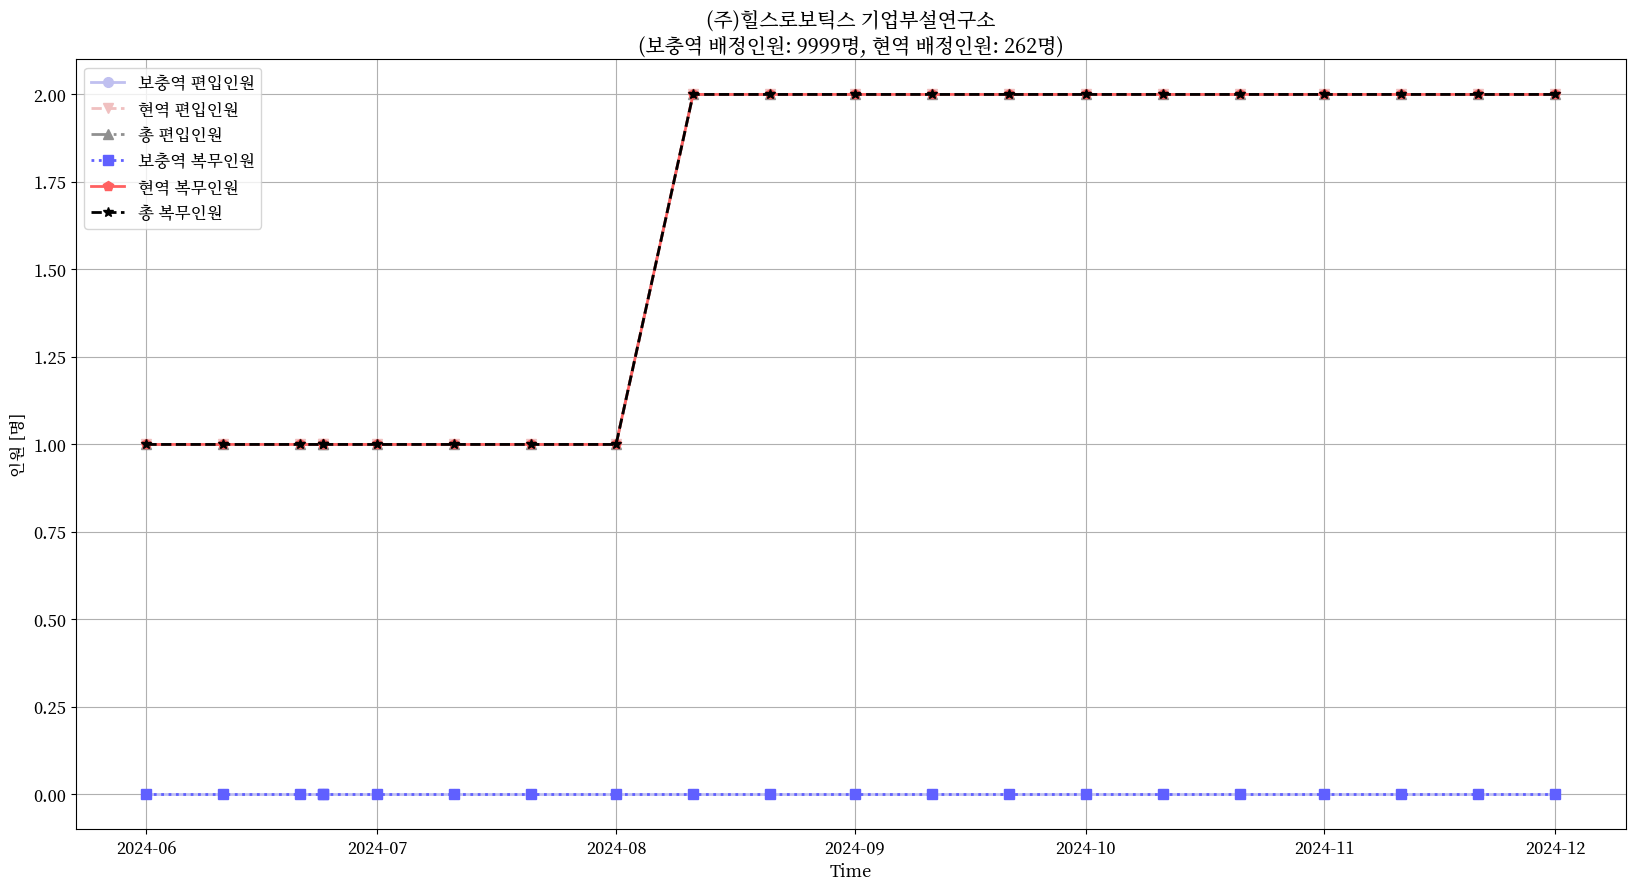 (주)힐스로보틱스 기업부설연구소
(보충역 배정인원: 9999명, 현역 배정인원: 262명)
보충역 편입인원
현역 편입인원
총 편입인원
보충역 복무인원
현역 복무인원
총 복무인원
2.00
1.75
1.50
1.25
1.00
0.75
0.50
0.25
0.00
인원 [명]
2024-06 2024-07 2024-08 2024-09 2024-10 2024-11 2024-12
Time